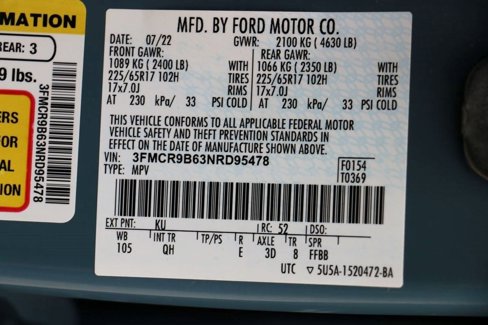 MATION
REAR: 3
9 lbs.
ERS
FOR
AL
N.
3FMCR9B63NRD95478
MFD. BY FORD MOTOR CO.
DATE: 07/22 GVWR: 2100 KG ( 4630 LB)
FRONT GAWR: REAR GAWR:
1089 KG ( 2400 LB) WITH 1066 KG ( 2350 LB) WITH
225/65R17 102H TIRES 225/65R17 102H TIRES
17x7.0J RIMS 17x7.0J RIMS
AT 230 kPa/ 33 PSI COLD AT 230 kPa/ 33 PSI COLD
THIS VEHICLE CONFORMS TO ALL APPLICABLE FEDERAL MOTOR
VEHICLE SAFETY AND THEFT PREVENTION STANDARDS IN
EFFECT ON THE DATE OF MANUFACTURE SHOWN ABOVE.
VIN: 3FMCR9B63NRD95478 F0154
TYPE: MPV T0369
EXT PNT: KU RC: 52 DSO:
WB INT TR TP/PS R AXLE TR SPR
105 QH E 3D 8 FFBB
UTC ▽ 5U5A-1520472-BA